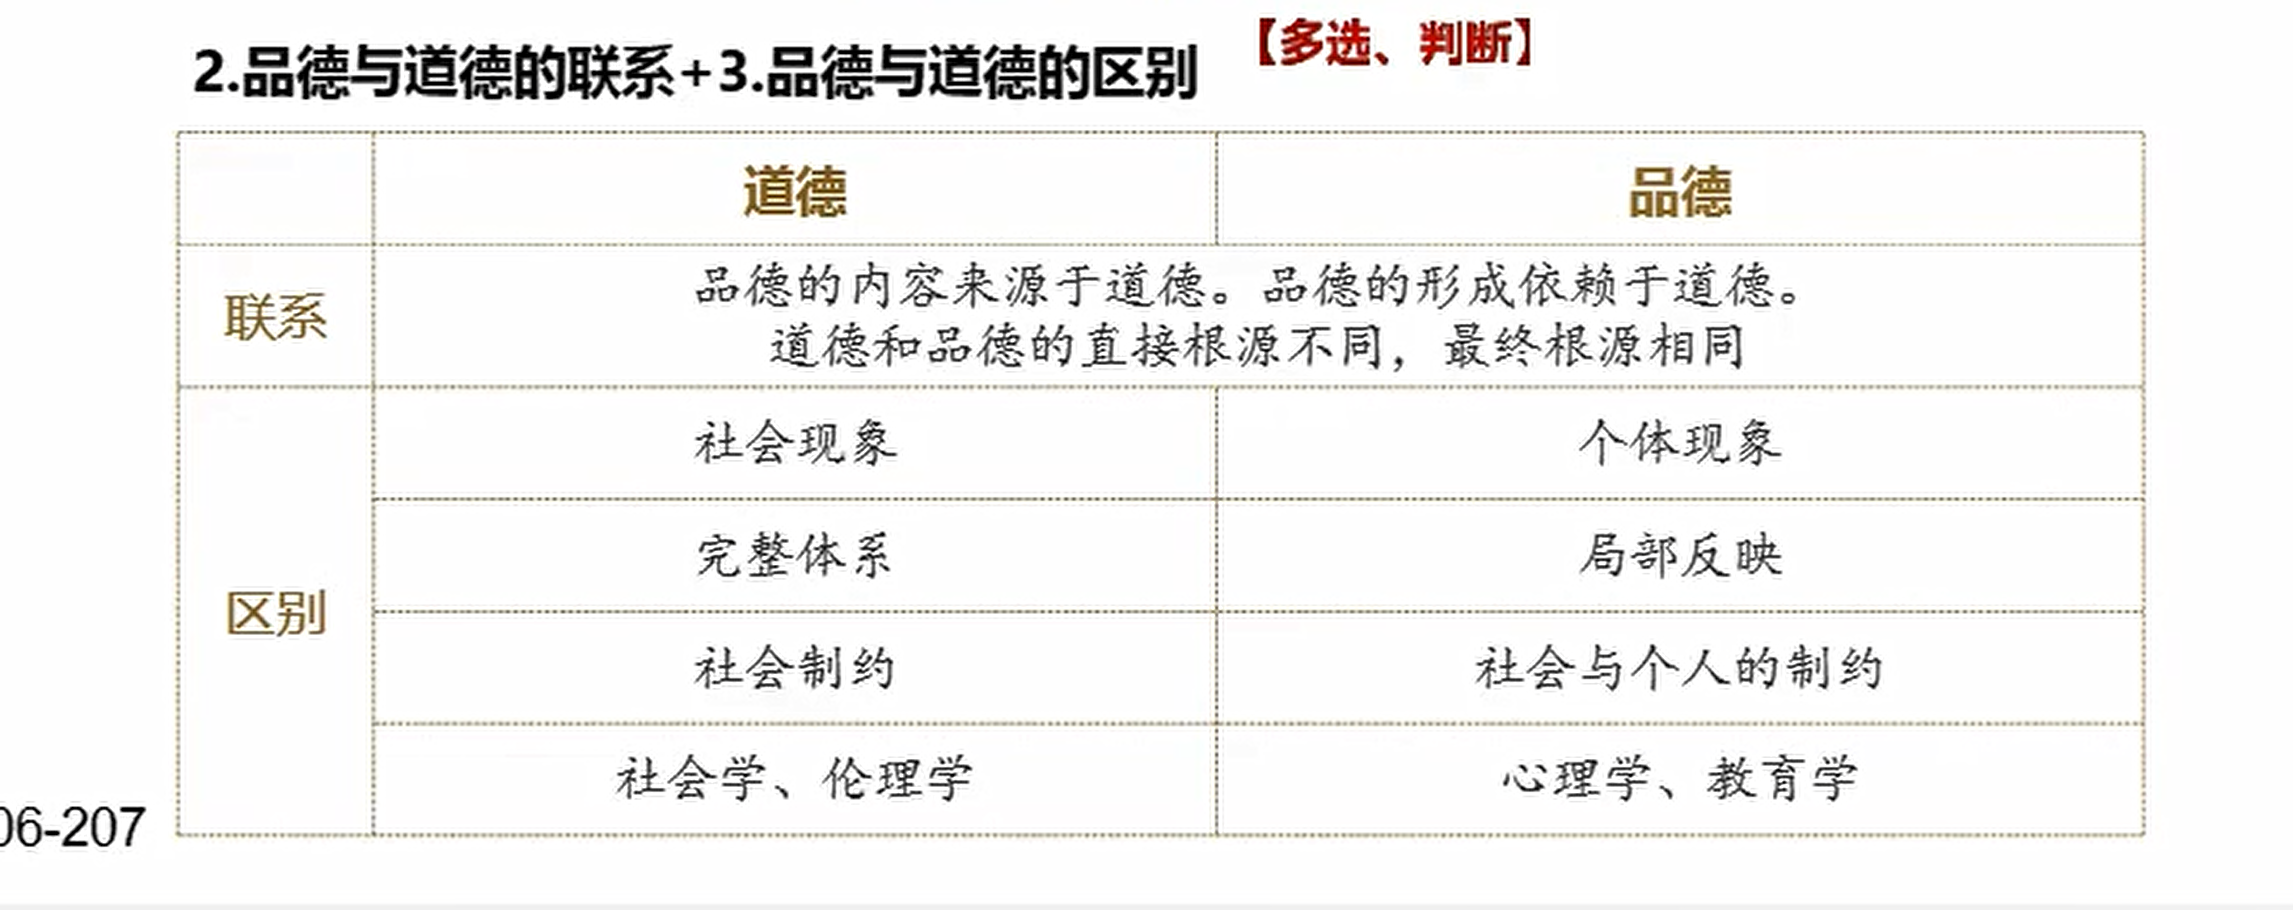 2.品德与道德的联系+3.品德与道德的区别
【多选、判断】
道德
品德
联系
品德的内容来源于道德。品德的形成依赖于道德。
道德和品德的直接根源不同，最终根源相同
区别
社会现象
个体现象
完整体系
局部反映
社会制约
社会与个人的制约
社会学、伦理学
心理学、教育学
06-207